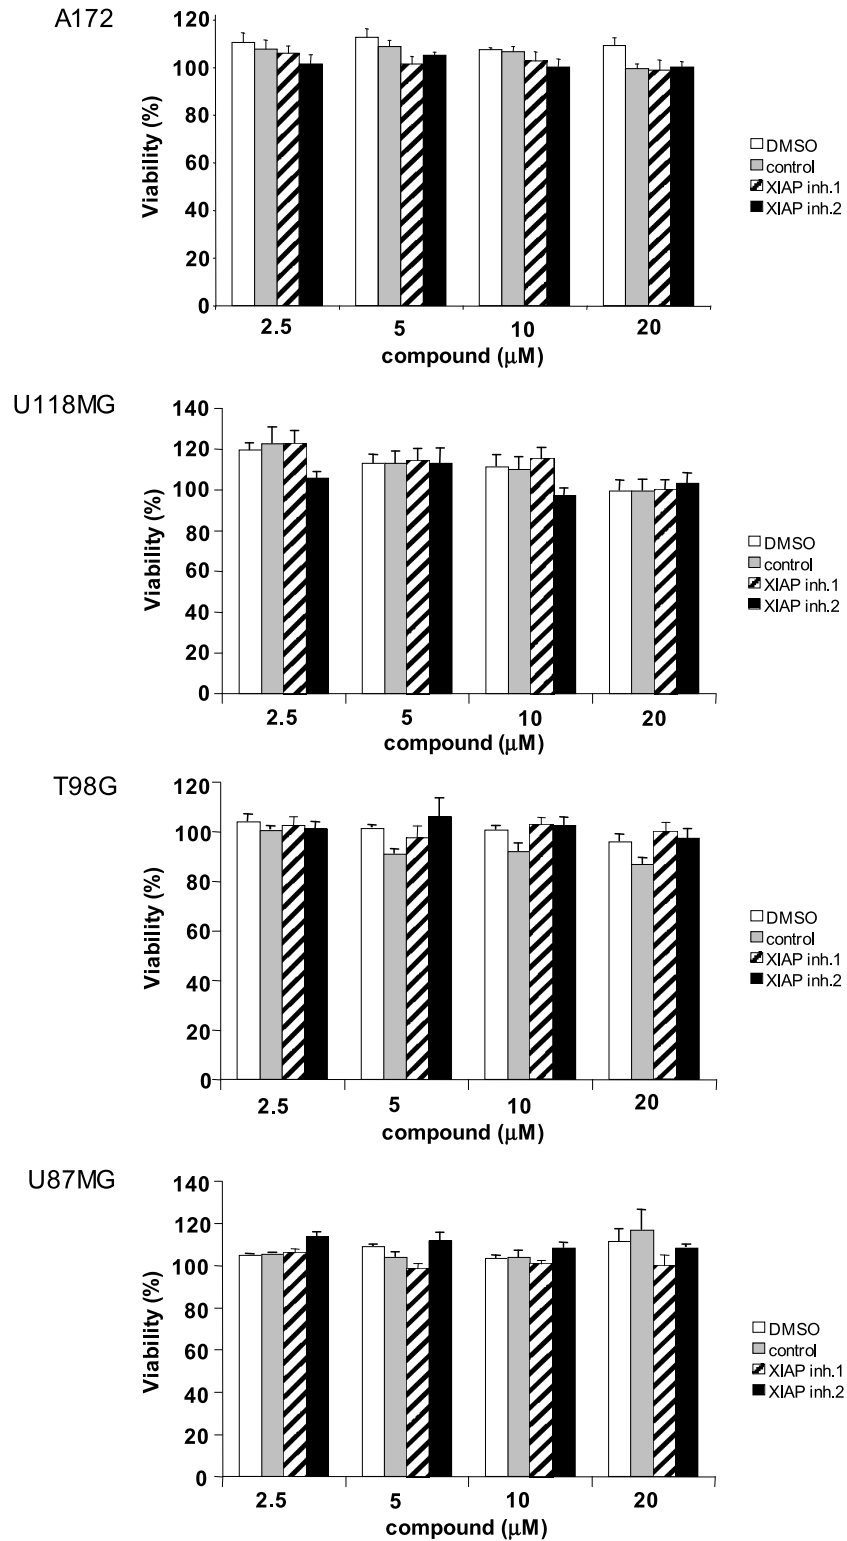 A172
120
100
80
60
40
20
0
Viability (%)
2.5 5 10 20
compound (μM)
DMSO
control
XIAP inh.1
XIAP inh.2
U118MG
140
120
100
80
60
40
20
0
Viability (%)
2.5 5 10 20
compound (μM)
DMSO
control
XIAP inh.1
XIAP inh.2
T98G
120
100
80
60
40
20
0
Viability (%)
2.5 5 10 20
compound (μM)
DMSO
control
XIAP inh.1
XIAP inh.2
U87MG
140
120
100
80
60
40
20
0
Viability (%)
2.5 5 10 20
compound (μM)
DMSO
control
XIAP inh.1
XIAP inh.2